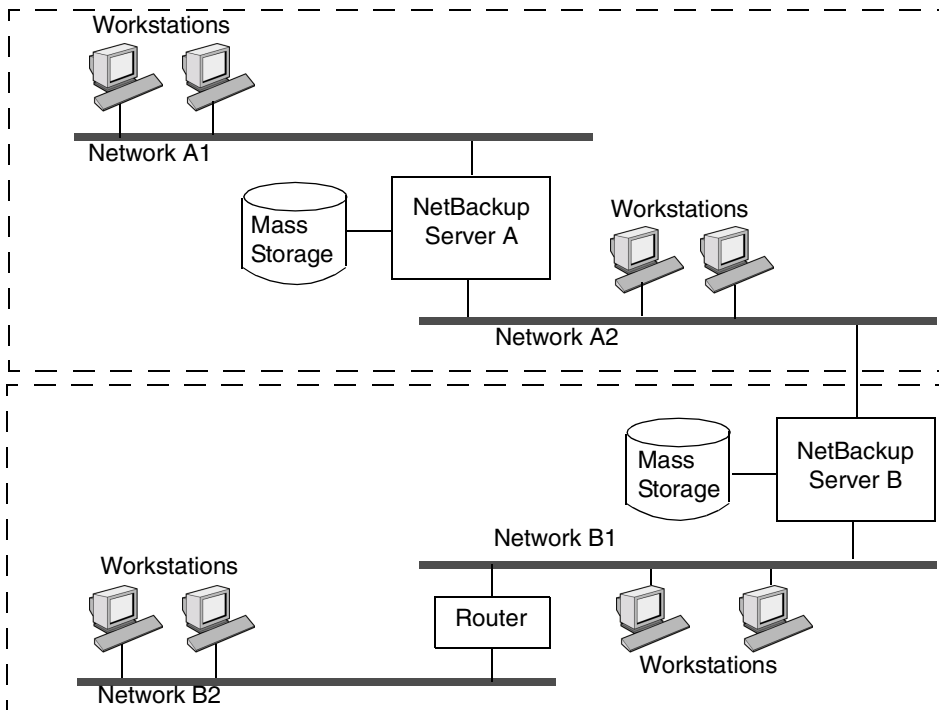 Workstations
Network A1
Mass
Storage
NetBackup
Server A
Workstations
Network A2
Mass
Storage
NetBackup
Server B
Network B1
Workstations
Router
Workstations
Network B2